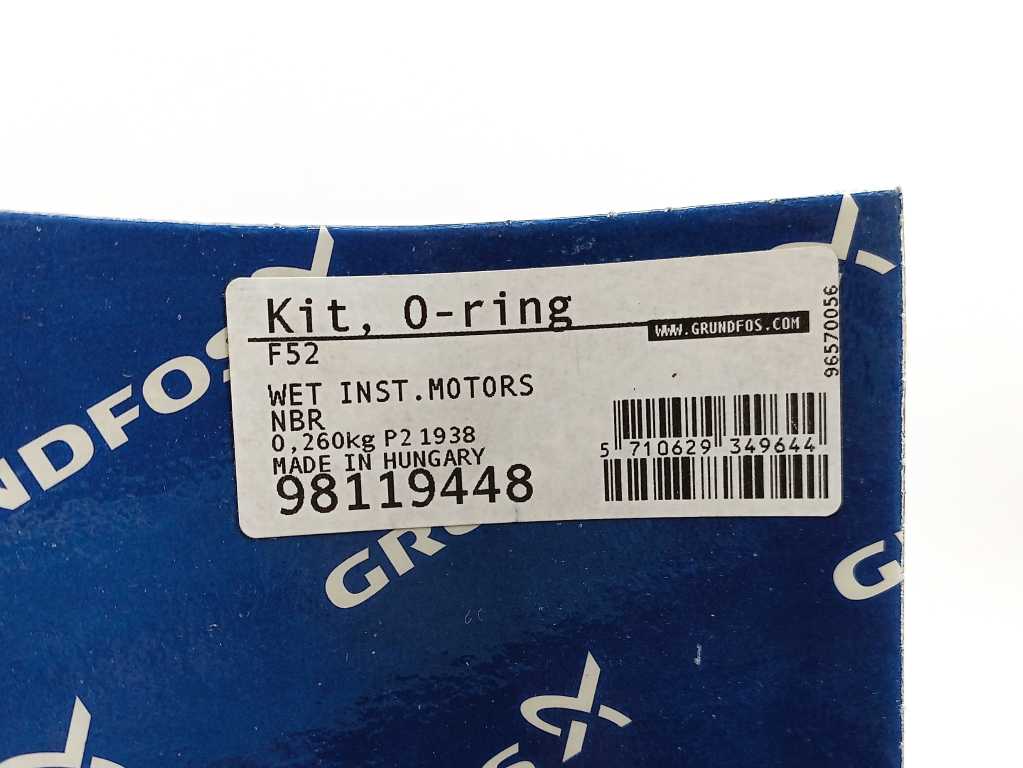 Kit, O-ring
WWW.GRUNDFOS.COM
F52
WET INST.MOTORS
NBR
0,260kg P2 1938
MADE IN HUNGARY
98119448
5 710629 349644
96570056
GRUNDFOS